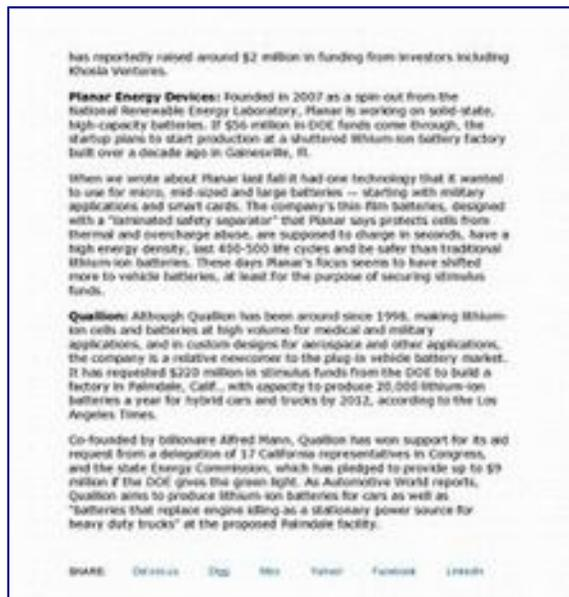 has reportedly raised around $2 million in funding from investors including
Khosla Ventures.
Planar Energy Devices: Founded in 2007 as a spin-out from the
National Renewable Energy Laboratory, Planar is working on solid-state,
high-capacity batteries. If $56 million in DOE funds come through, the
startup plans to start production at a shuttered lithium-ion battery factory
built over a decade ago in Gainesville, Fl.
When we wrote about Planar last fall it had one technology that it wanted
to use for micro, mid-sized and large batteries — starting with military
applications and smart cards. The company's thin film batteries, designed
with a "laminated safety separator" that Planar says protects cells from
thermal and overcharge abuse, are supposed to charge in seconds, have a
high energy density, last 450-500 life cycles and be safer than traditional
lithium-ion batteries. These days Planar's focus seems to have shifted
more to vehicle batteries, at least for the purpose of securing stimulus
funds.
Quallion: Although Quallion has been around since 1998, making lithium-
ion cells and batteries at high volume for medical and military
applications, and in custom designs for aerospace and other applications,
the company is a relative newcomer to the plug-in vehicle battery market.
It has requested $220 million in stimulus funds from the DOE to build a
factory in Palmdale, Calif., with capacity to produce 20,000 lithium-ion
batteries a year for hybrid cars and trucks by 2012, according to the Los
Angeles Times.
Co-founded by billionaire Alfred Mann, Quallion has won support for its aid
request from a delegation of 17 California representatives in Congress,
and the state Energy Commission, which has pledged to provide up to $9
million if the DOE gives the green light. As Automotive World reports,
Quallion aims to produce lithium-ion batteries for cars as well as
"batteries that replace engine idling as a stationary power source for
heavy duty trucks" at the proposed Palmdale facility.
SHARE: Del.icio.us Digg Mixx Yahoo! Facebook LinkedIn